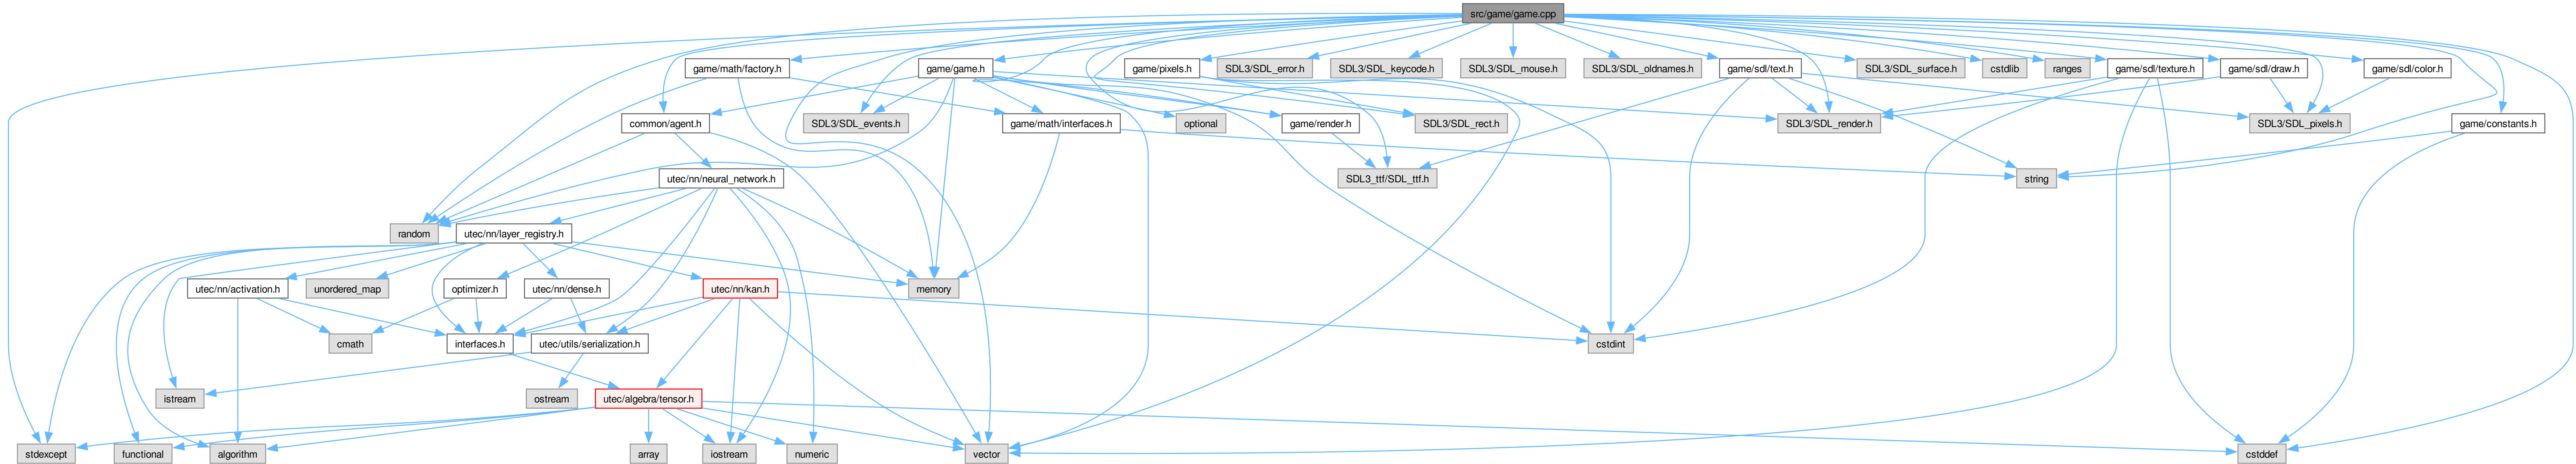 src/game/game.cpp
game/math/factory.h
game/game.h
game/pixels.h
SDL3/SDL_error.h
SDL3/SDL_keycode.h
SDL3/SDL_mouse.h
SDL3/SDL_oldnames.h
game/sdl/text.h
SDL3/SDL_surface.h
cstdlib
ranges
game/sdl/texture.h
game/sdl/draw.h
game/sdl/color.h
common/agent.h
SDL3/SDL_events.h
game/math/interfaces.h
optional
game/render.h
SDL3/SDL_rect.h
SDL3/SDL_render.h
SDL3/SDL_pixels.h
game/constants.h
utec/nn/neural_network.h
SDL3_ttf/SDL_ttf.h
string
random
utec/nn/layer_registry.h
utec/nn/activation.h
unordered_map
optimizer.h
utec/nn/dense.h
utec/nn/kan.h
memory
cmath
interfaces.h
utec/utils/serialization.h
cstdint
istream
ostream
utec/algebra/tensor.h
stdexcept
functional
algorithm
array
iostream
numeric
vector
cstddef